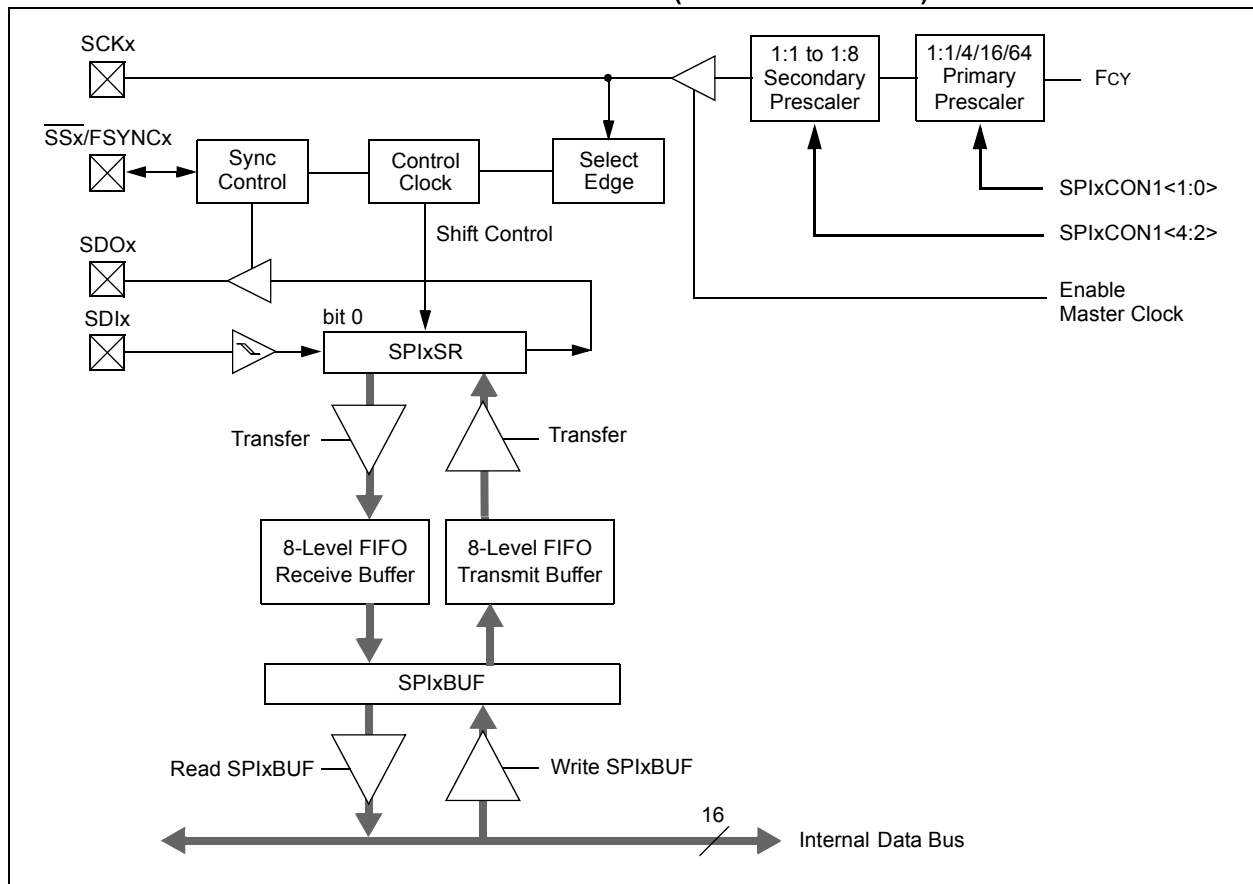 SCKx
1:1 to 1:8
Secondary
Prescaler
1:1/4/16/64
Primary
Prescaler
FCY
SSx/FSYNCx
Sync
Control
Control
Clock
Select
Edge
SPIxCON1<1:0>
SPIxCON1<4:2>
Shift Control
SDOx
Enable
Master Clock
SDIx
bit 0
SPIxSR
Transfer
Transfer
8-Level FIFO
Receive Buffer
8-Level FIFO
Transmit Buffer
SPIxBUF
Read SPIxBUF
Write SPIxBUF
16
Internal Data Bus